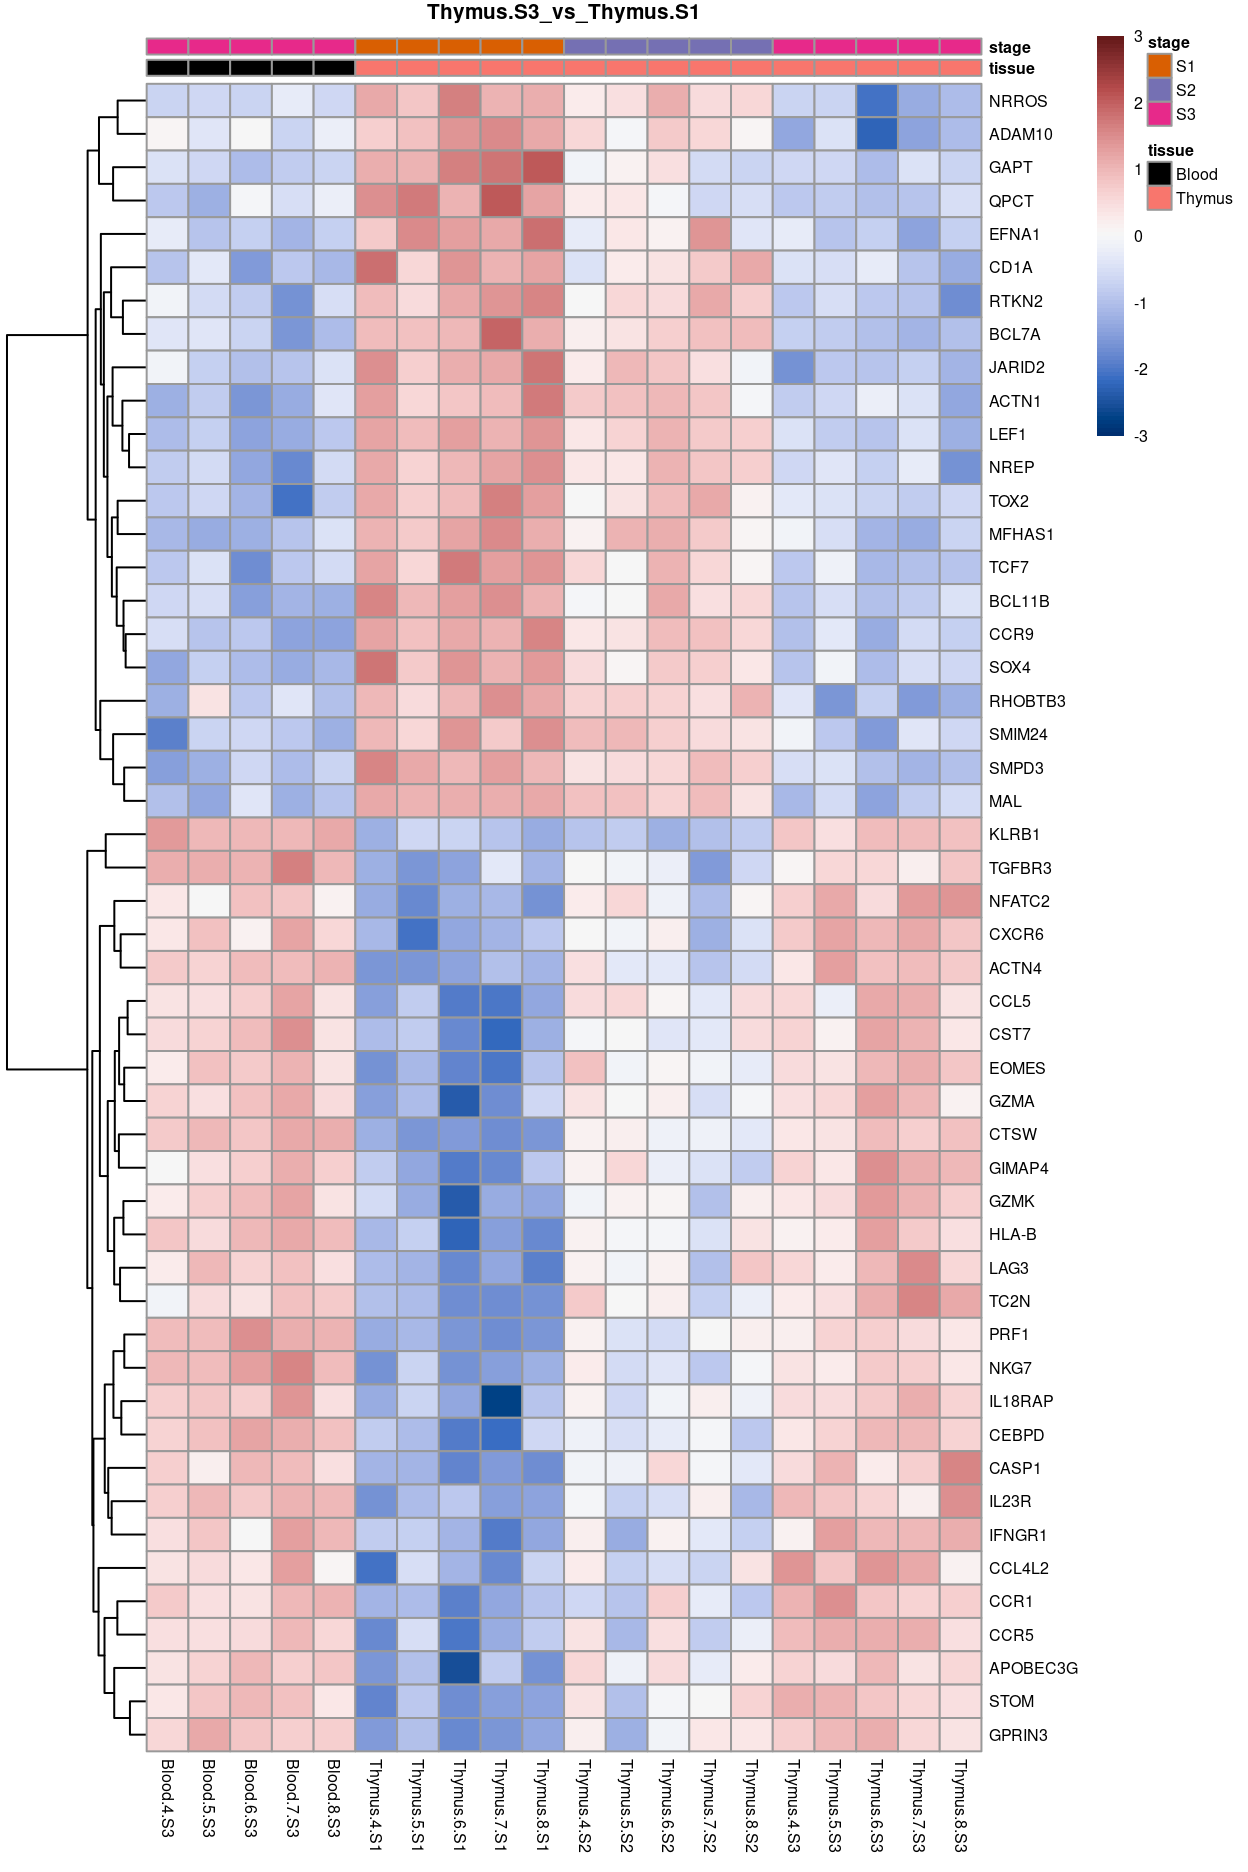 Thymus.S3_vs_Thymus.S1
stage
tissue
NRROS
ADAM10
GAPT
QPCT
EFNA1
CD1A
RTKN2
BCL7A
JARID2
ACTN1
LEF1
NREP
TOX2
MFHAS1
TCF7
BCL11B
CCR9
SOX4
RHOBTB3
SMIM24
SMPD3
MAL
KLRB1
TGFBR3
NFATC2
CXCR6
ACTN4
CCL5
CST7
EOMES
GZMA
CTSW
GIMAP4
GZMK
HLA-B
LAG3
TC2N
PRF1
NKG7
IL18RAP
CEBPD
CASP1
IL23R
IFNGR1
CCL4L2
CCR1
CCR5
APOBEC3G
STOM
GPRIN3
Blood.4.S3
Blood.5.S3
Blood.6.S3
Blood.7.S3
Blood.8.S3
Thymus.4.S1
Thymus.5.S1
Thymus.6.S1
Thymus.7.S1
Thymus.8.S1
Thymus.4.S2
Thymus.5.S2
Thymus.6.S2
Thymus.7.S2
Thymus.8.S2
Thymus.4.S3
Thymus.5.S3
Thymus.6.S3
Thymus.7.S3
Thymus.8.S3
3
2
1
0
-1
-2
-3
stage
S1
S2
S3
tissue
Blood
Thymus